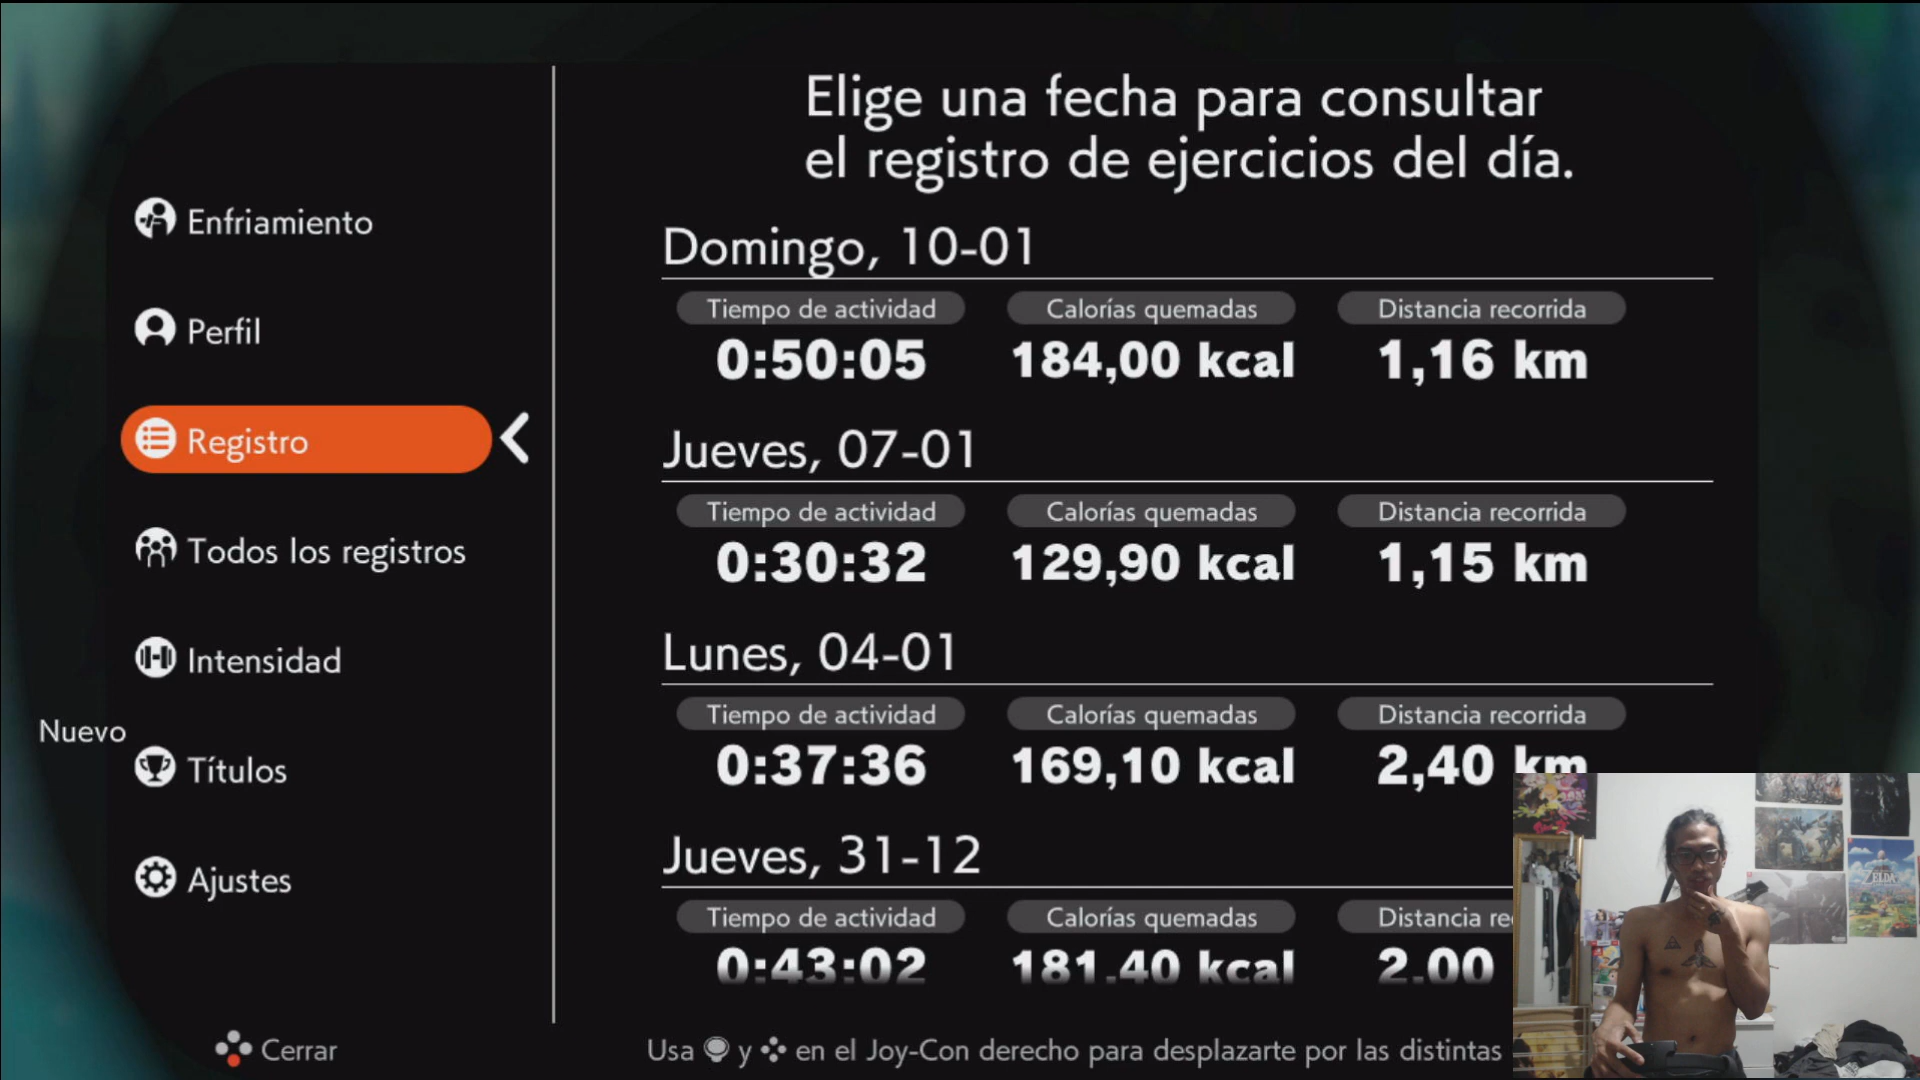 Elige una fecha para consultar
el registro de ejercicios del día.
Enfriamiento
Perfil
Registro
Todos los registros
Intensidad
Nuevo
Títulos
Ajustes
Cerrar
Domingo, 10-01
Tiempo de actividad Calorías quemadas Distancia recorrida
0:50:05 184,00 kcal 1,16 km
Jueves, 07-01
Tiempo de actividad Calorías quemadas Distancia recorrida
0:30:32 129,90 kcal 1,15 km
Lunes, 04-01
Tiempo de actividad Calorías quemadas Distancia recorrida
0:37:36 169,10 kcal 2,40 km
Jueves, 31-12
Tiempo de actividad Calorías quemadas Distancia re
0:43:02 181,40 kcal 2,00
Usa y en el Joy-Con derecho para desplazarte por las distintas
ZELDA